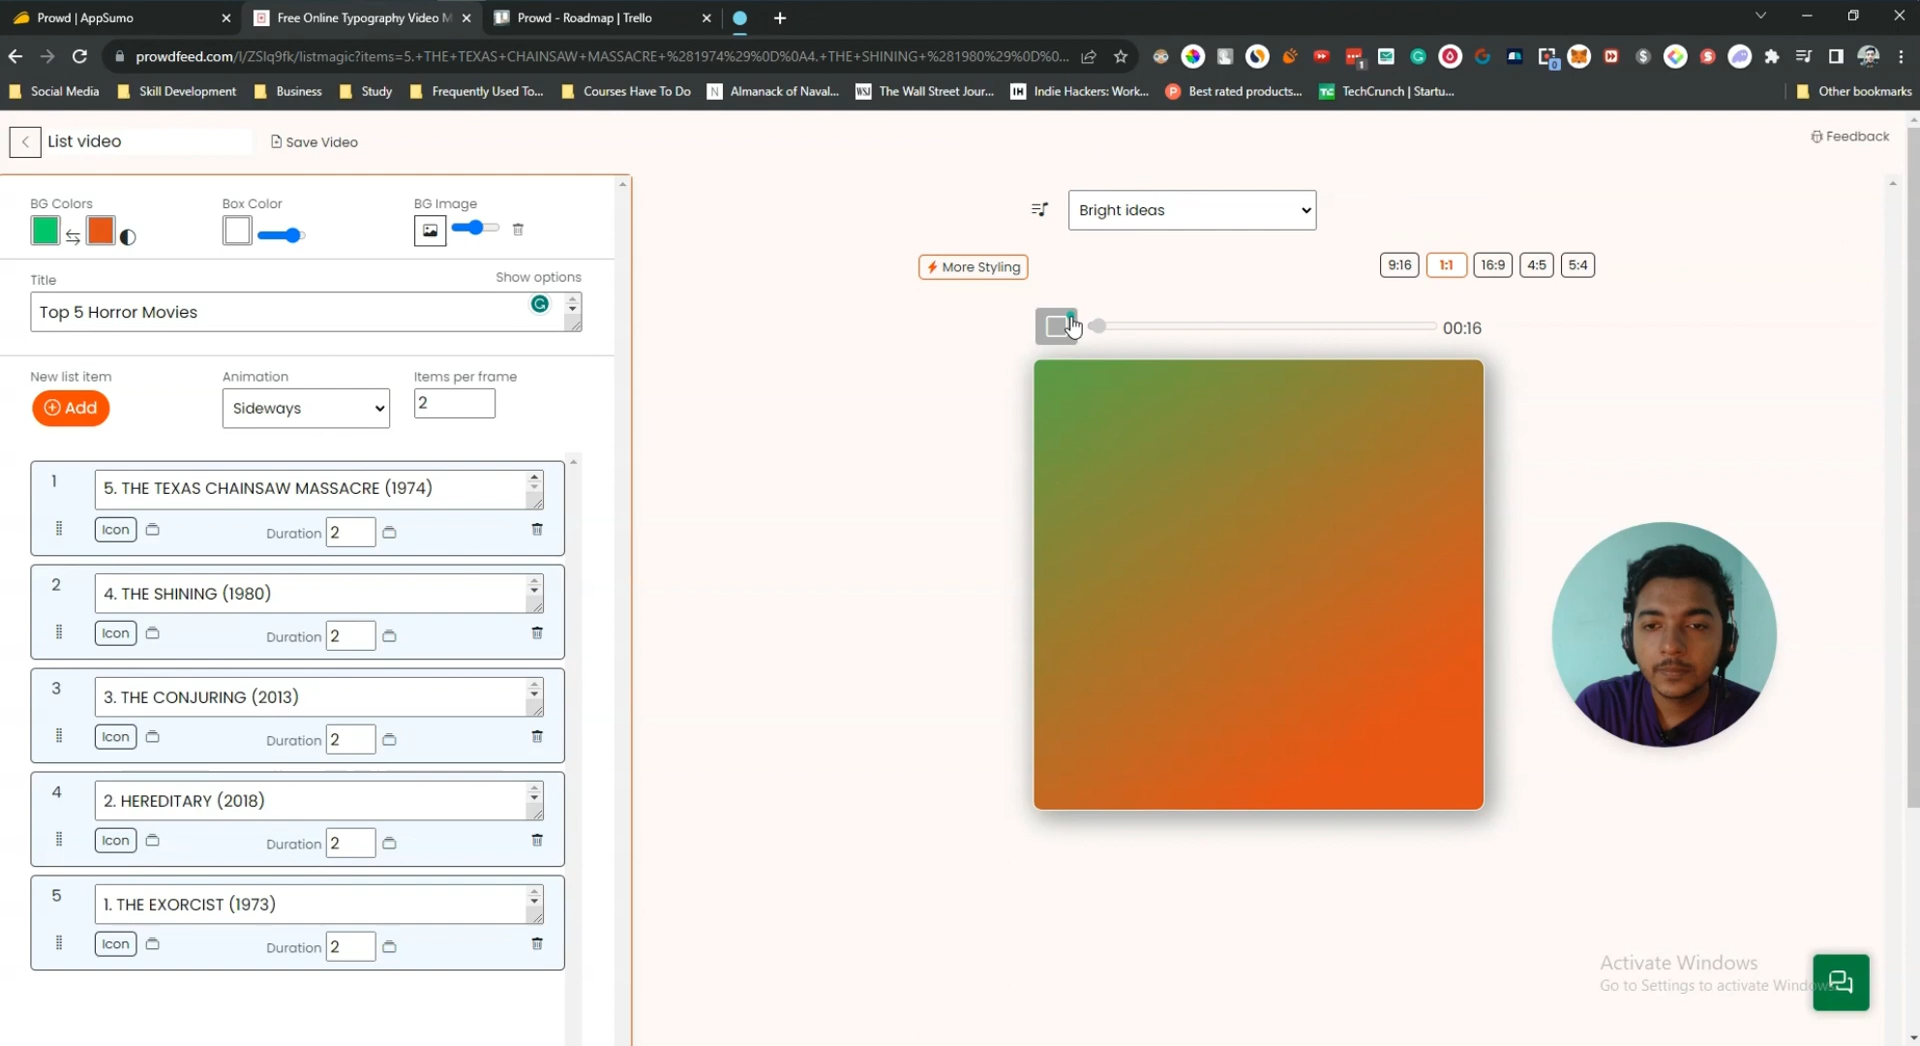 Prowd | AppSumo
Free Online Typography Video M
Prowd - Roadmap | Trello
prowdfeed.com/l/ZSlq9fk/listmagic?items=5.+THE+TEXAS+CHAINSAW+MASSACRE+%281974%29%0D%0A4.+THE+SHINING+%281980%29%0D%0...
Social Media
Skill Development
Business
Study
Frequently Used To...
Courses Have To Do
Almanack of Naval...
The Wall Street Jour...
Indie Hackers: Work...
Best rated products...
TechCrunch | Startu...
Other bookmarks
List video
Save Video
Feedback
BG Colors
Box Color
BG Image
Bright ideas
More Styling
9:16
1:1
16:9
4:5
5:4
Title
Show options
Top 5 Horror Movies
00:16
New list item
Animation
Items per frame
Add
Sideways
2
1
5. THE TEXAS CHAINSAW MASSACRE (1974)
Icon
Duration
2
2
4. THE SHINING (1980)
Icon
Duration
2
3
3. THE CONJURING (2013)
Icon
Duration
2
4
2. HEREDITARY (2018)
Icon
Duration
2
5
1. THE EXORCIST (1973)
Icon
Duration
2
Activate Windows
Go to Settings to activate Windows